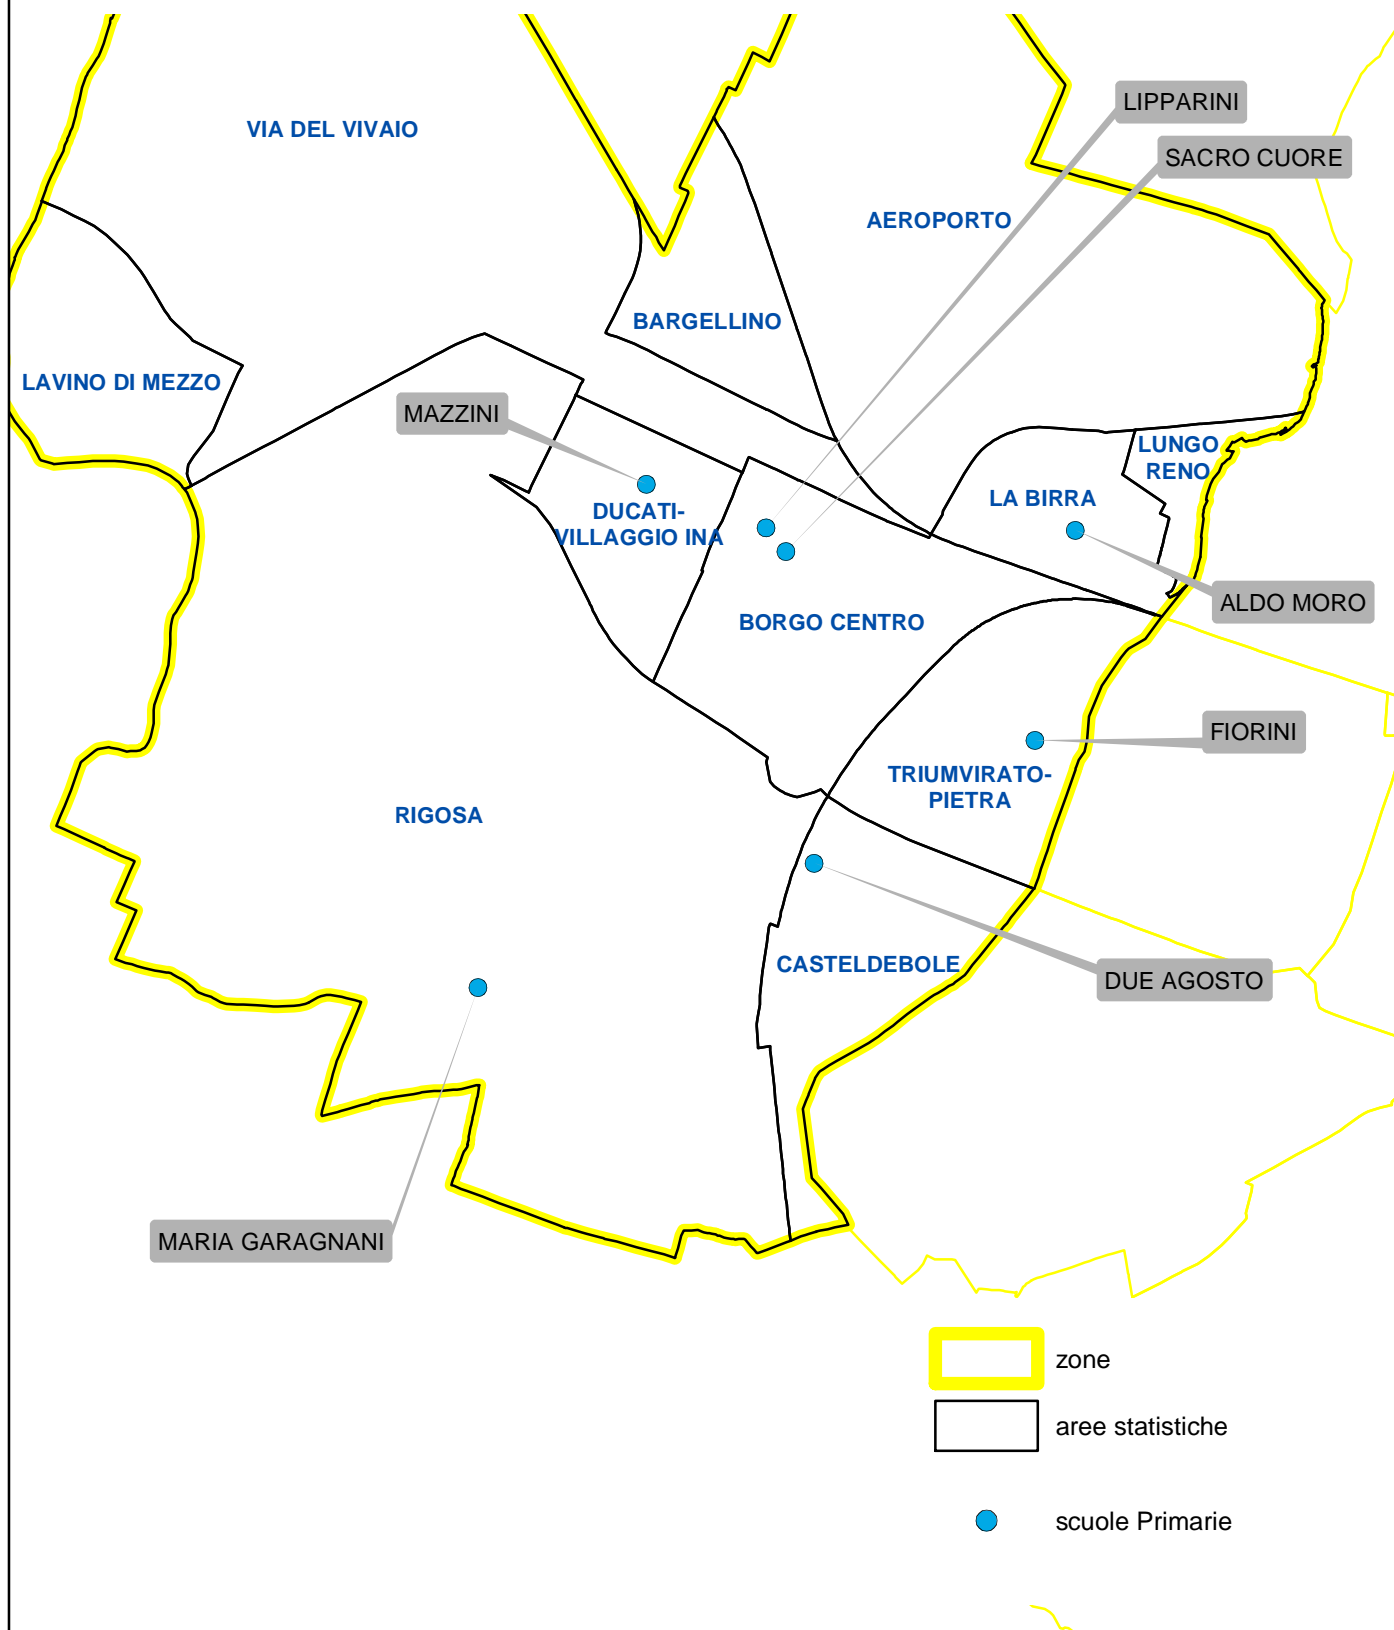 LIPPARINI
VIA DEL VIVAIO
SACRO CUORE
AEROPORTO
BARGELLINO
LAVINO DI MEZZO
MAZZINI
LUNGO
RENO
LA BIRRA
DUCATI-
VILLAGGIO INA
ALDO MORO
BORGO CENTRO
FIORINI
TRIUMVIRATO-
PIETRA
RIGOSA
CASTELDEBOLE
DUE AGOSTO
MARIA GARAGNANI
zone
aree statistiche
scuole Primarie